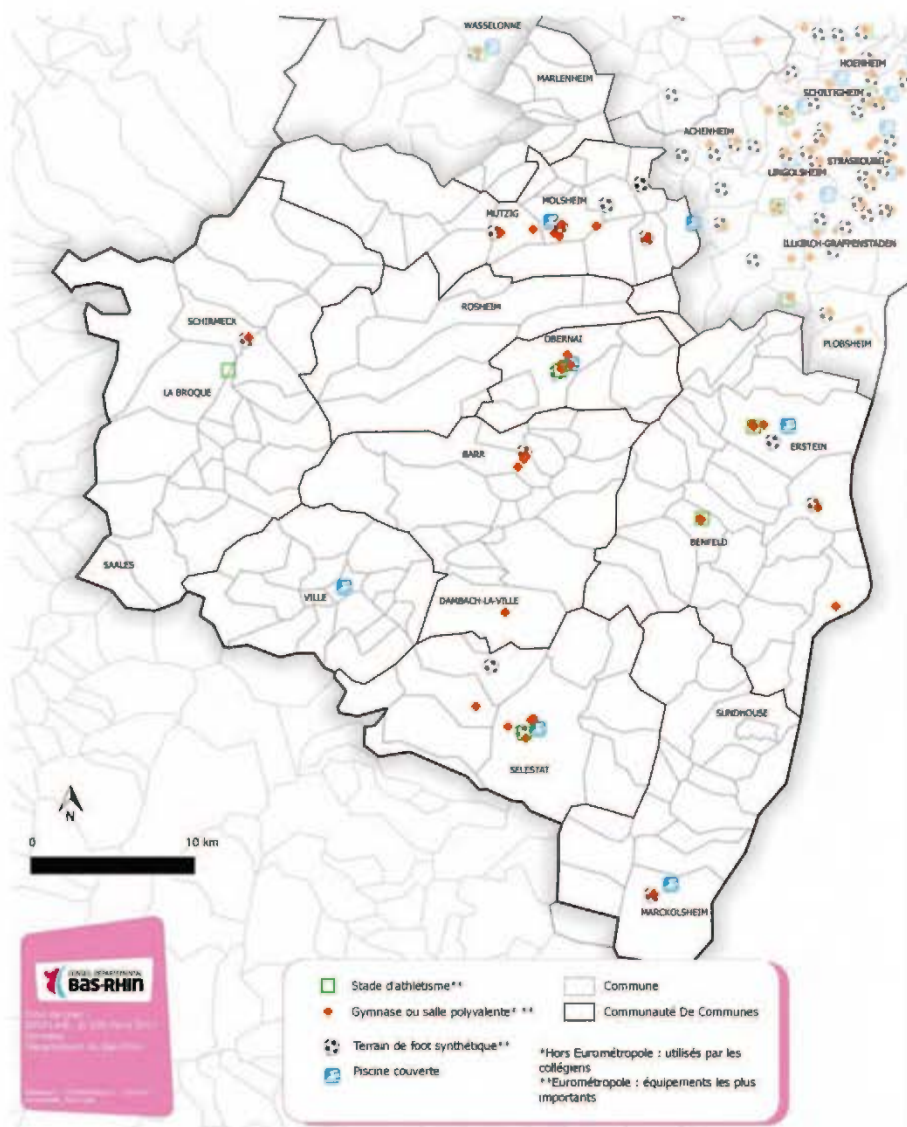 WASSELONNE
MARLENHEIM
HOENHEIM
SCHILTIGHEIM
ACHENHEIM
STRASBOURG
LINGOLSHEIM
MOLSHEIM
MUTZIG
ILLKIRCH-GRAFFENSTADEN
ROSHEIM
SCHIRMECK
OBERNAI
PLOBSHEIM
LA BROQUE
BARR
ERSTEIN
BENFELD
SAALES
VILLE
DAMBACH-LA-VILLE
SUNDHOUSE
SELESTAT
N
0 10 km
MARCKOLSHEIM
CONSEIL DÉPARTEMENTAL
BAS-RHIN
Stade d'athlétisme**
Gymnase ou salle polyvalente* **
Terrain de foot synthétique**
Piscine couverte
Commune
Communauté De Communes
*Hors Eurométropole : utilisés par les
collégiens
**Eurométropole : équipements les plus
importants